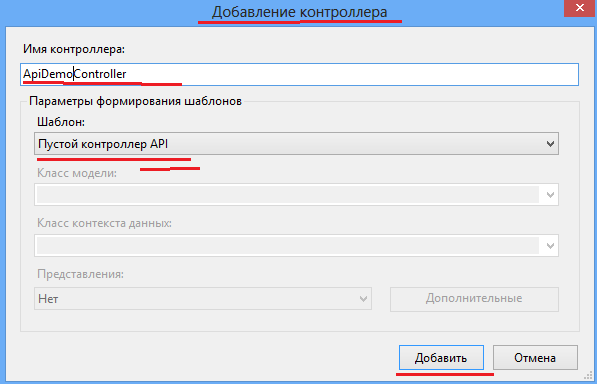 Добавление контроллера
Имя контроллера:
ApiDemoController
Параметры формирования шаблонов
Шаблон:
Пустой контроллер API
Класс модели:
Класс контекста данных:
Представления:
Нет
Дополнительные
Добавить
Отмена